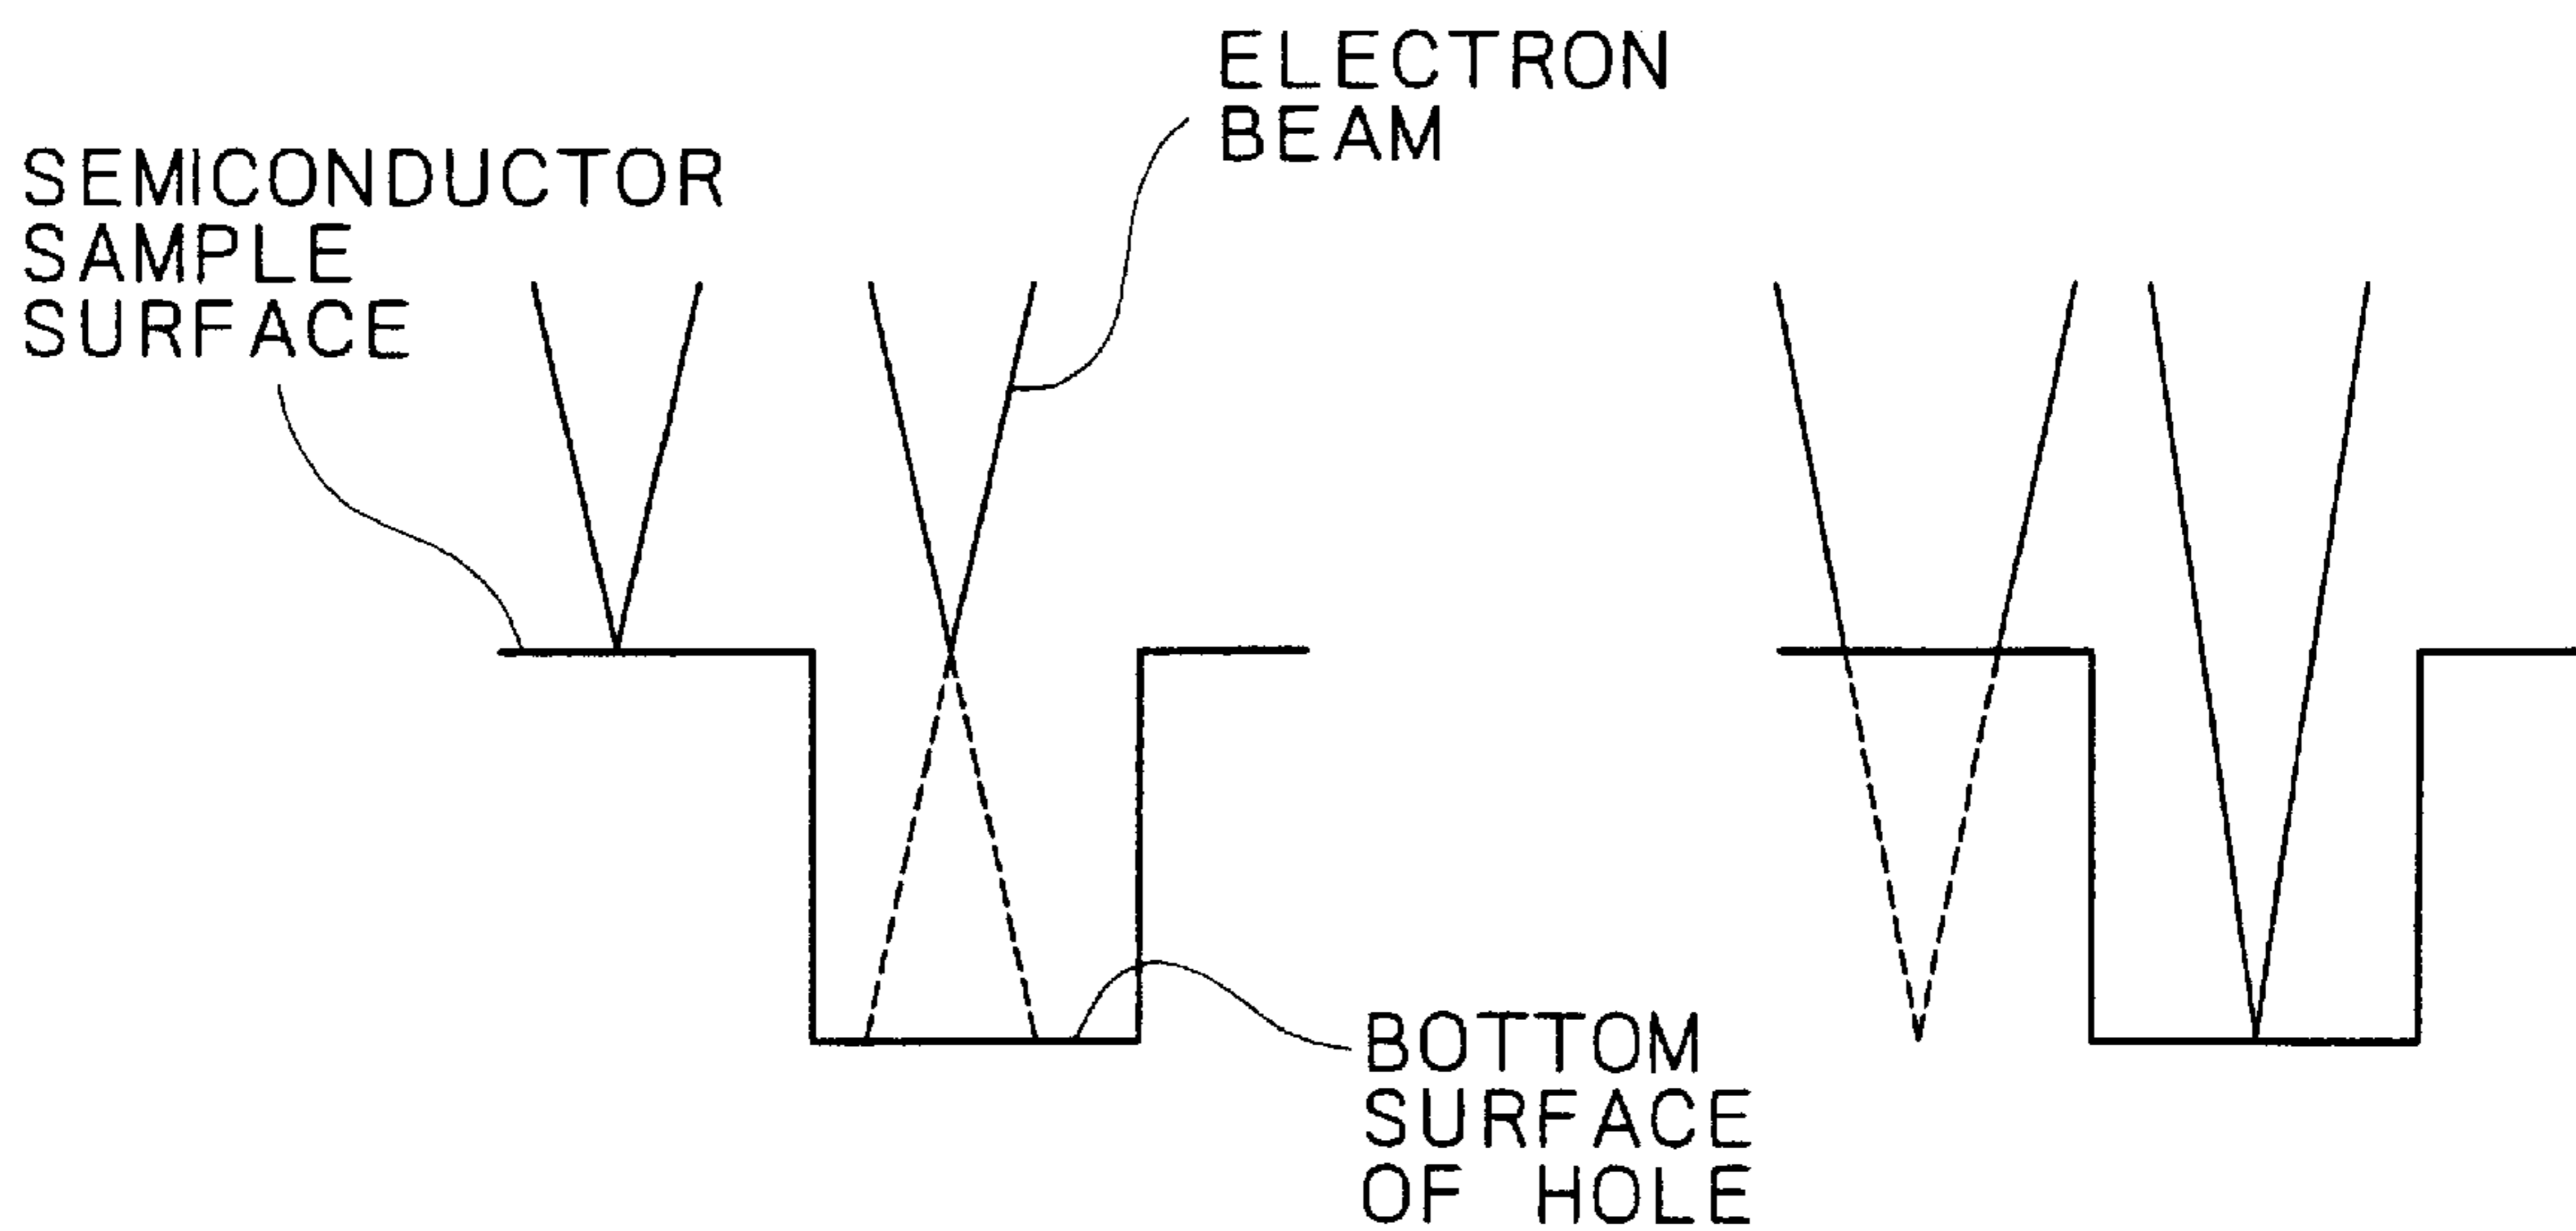 ELECTRON
BEAM
SEMICONDUCTOR
SAMPLE
SURFACE
BOTTOM
SURFACE
OF HOLE